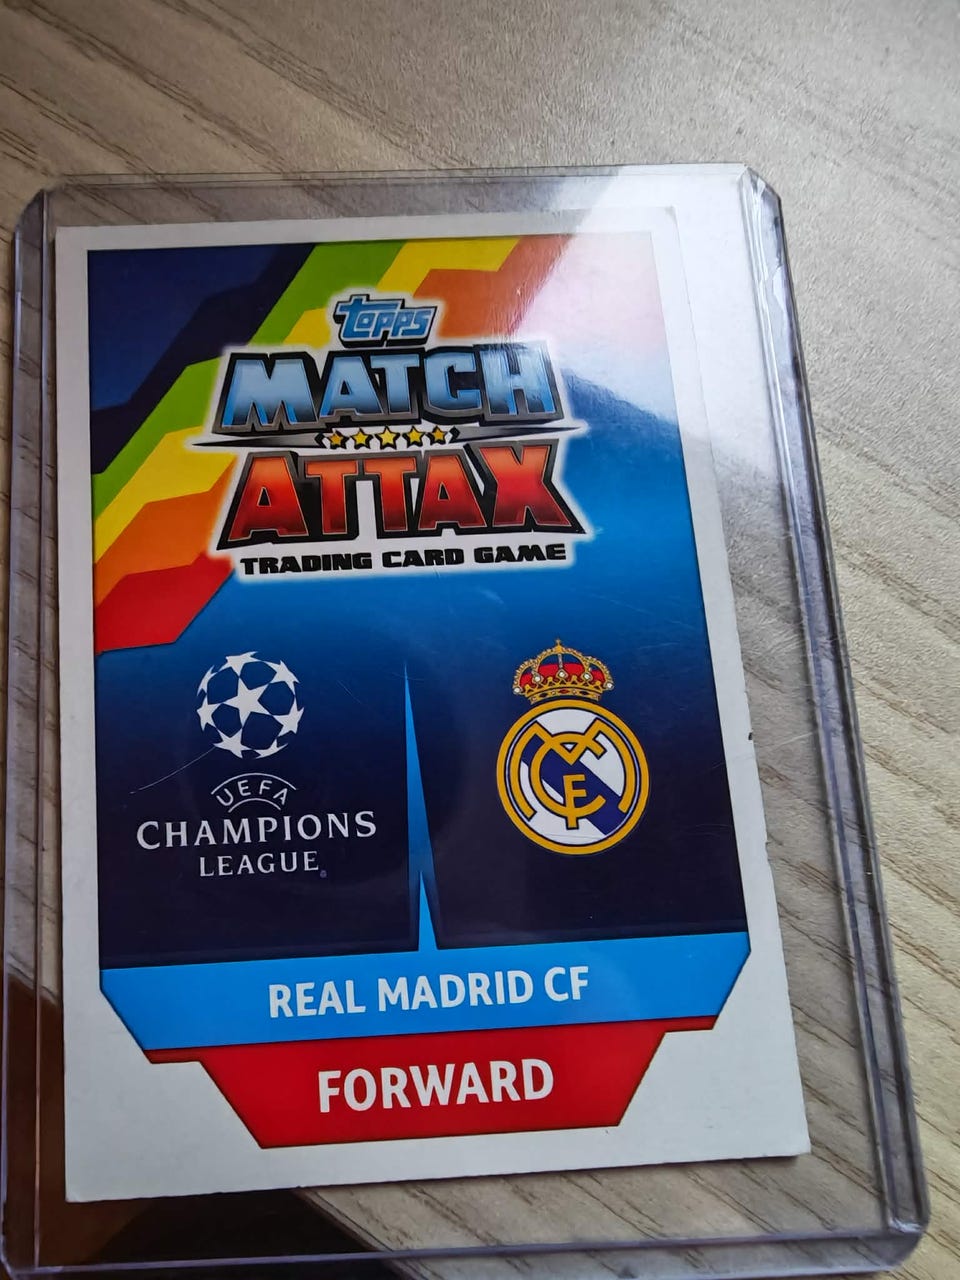 topps
MATCH
ATTAX
TRADING CARD GAME
UEFA
CHAMPIONS
LEAGUE
REAL MADRID CF
FORWARD